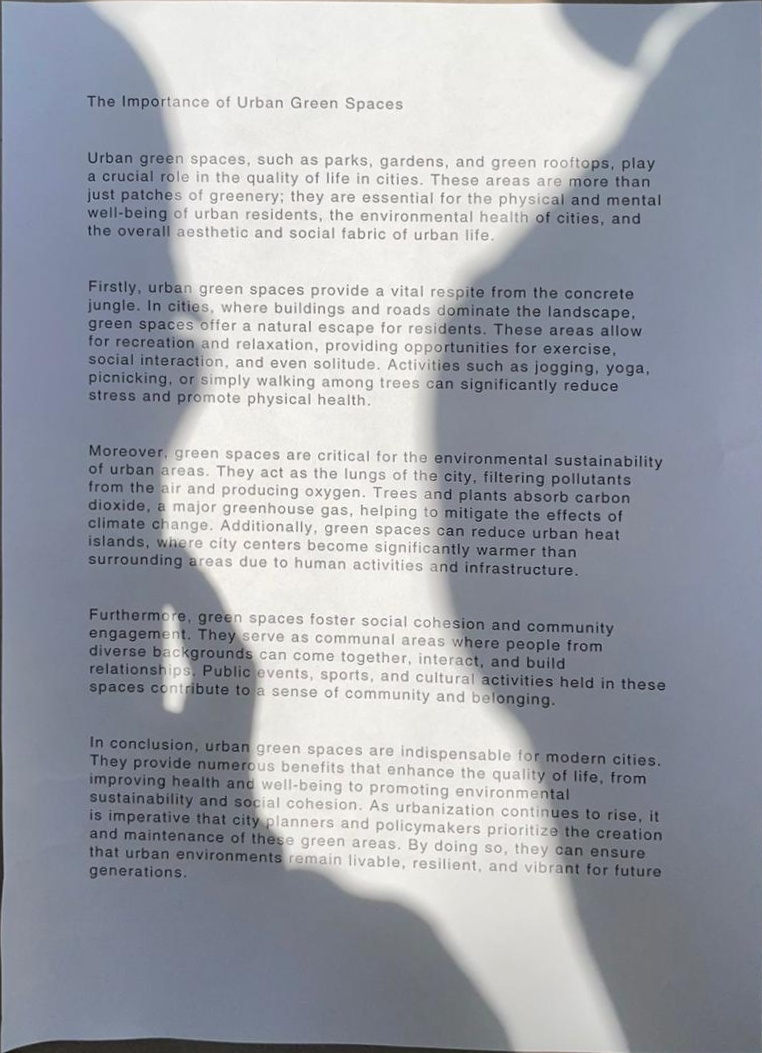 The Importance of Urban Green Spaces
Urban green spaces, such as parks, gardens, and green rooftops, play
a crucial role in the quality of life in cities. These areas are more than
just patches of greenery; they are essential for the physical and mental
well-being of urban residents, the environmental health of cities, and
the overall aesthetic and social fabric of urban life.
Firstly, urban green spaces provide a vital respite from the concrete
jungle. In cities, where buildings and roads dominate the landscape,
green spaces offer a natural escape for residents. These areas allow
for recreation and relaxation, providing opportunities for exercise,
social interaction, and even solitude. Activities such as jogging, yoga,
picnicking, or simply walking among trees can significantly reduce
stress and promote physical health.
Moreover, green spaces are critical for the environmental sustainability
of urban areas. They act as the lungs of the city, filtering pollutants
from the air and producing oxygen. Trees and plants absorb carbon
dioxide, a major greenhouse gas, helping to mitigate the effects of
climate change. Additionally, green spaces can reduce urban heat
islands, where city centers become significantly warmer than
surrounding areas due to human activities and infrastructure.
Furthermore, green spaces foster social cohesion and community
engagement. They serve as communal areas where people from
diverse backgrounds can come together, interact, and build
relationships. Public events, sports, and cultural activities held in these
spaces contribute to a sense of community and belonging.
In conclusion, urban green spaces are indispensable for modern cities.
They provide numerous benefits that enhance the quality of life, from
improving health and well-being to promoting environmental
sustainability and social cohesion. As urbanization continues to rise, it
is imperative that city planners and policymakers prioritize the creation
and maintenance of these green areas. By doing so, they can ensure
that urban environments remain livable, resilient, and vibrant for future
generations.